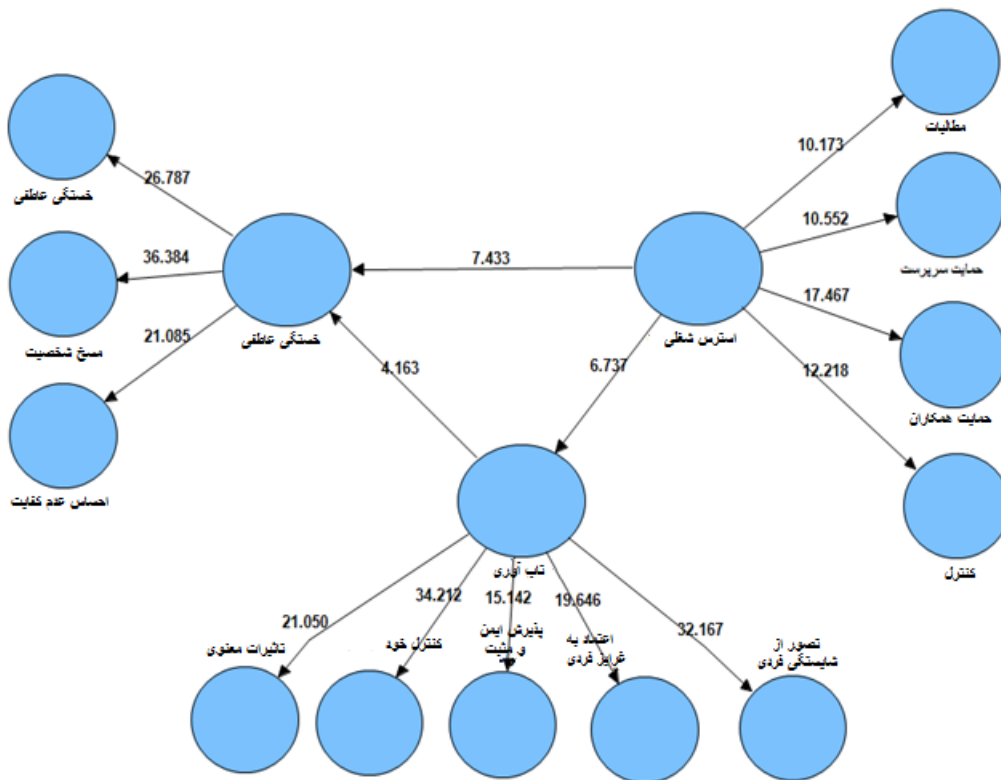 مطالبات
10.173
خستگی عاطفی
26.787
10.552
حمایت سرپرست
36.384
7.433
17.467
مسخ شخصیت
21.085
خستگی عاطفی
استرس شغلی
4.163
6.737
12.218
حمایت همکاران
احساس عدم کفایت
تاب آوری
کنترل
21.050
34.212
15.142
19.646
32.167
تاثیرات معنوی
کنترل خود
پذیرش ایمن
و مثبت
اعتماد به
غرایز فردی
تصور از
شایستگی فردی